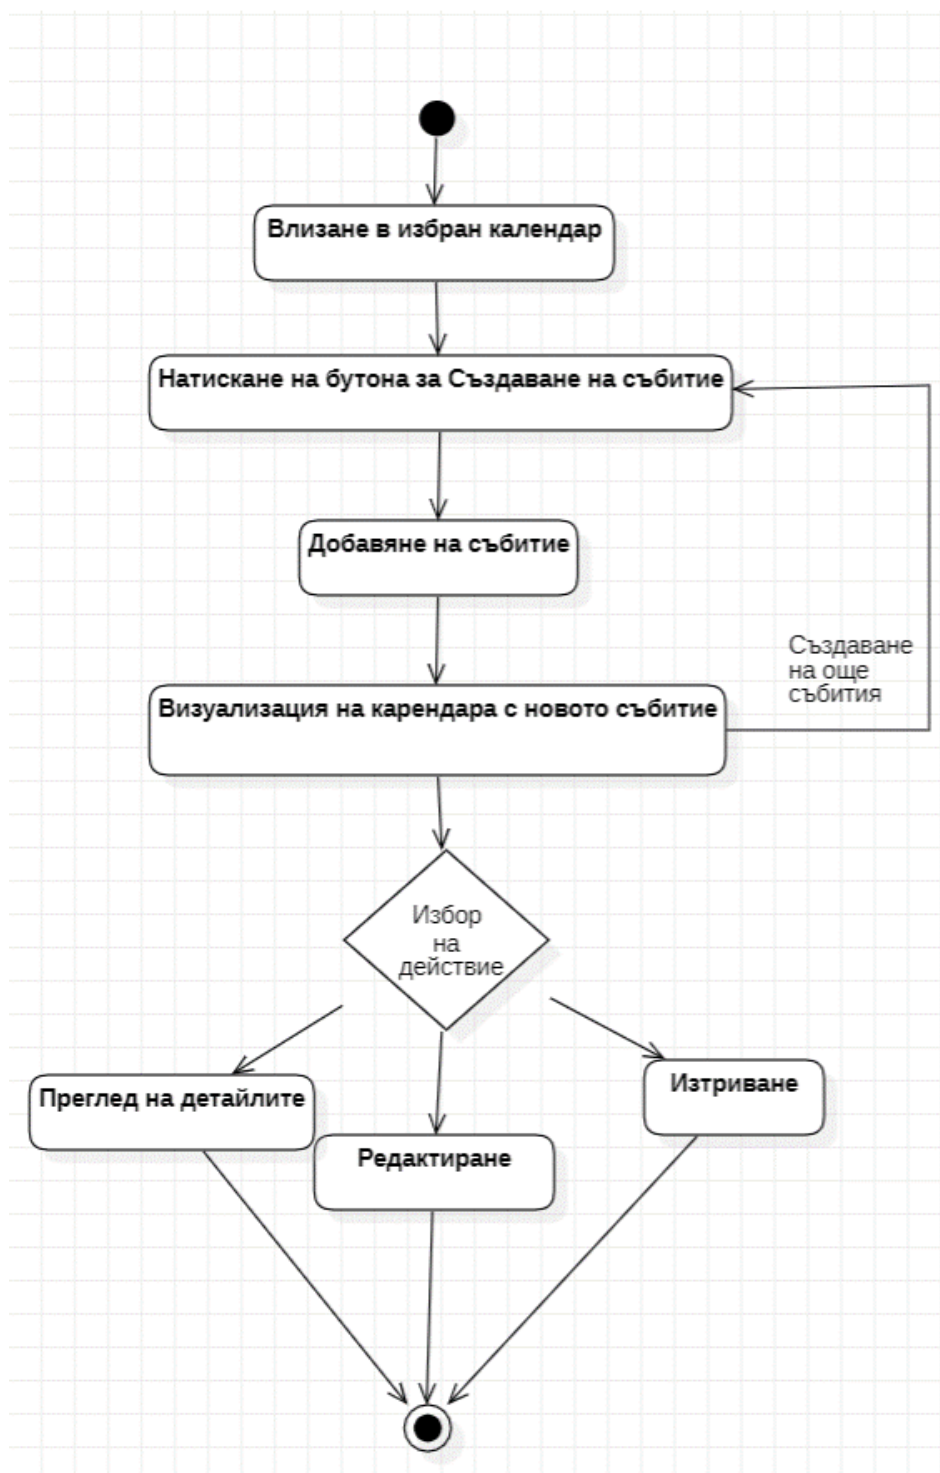 Влизане в избран календар
Натискане на бутона за Създаване на събитие
Добавяне на събитие
Създаване
на още
събития
Визуализация на карендара с новото събитие
Избор
на
действие
Преглед на детайлите
Изтриване
Редактиране